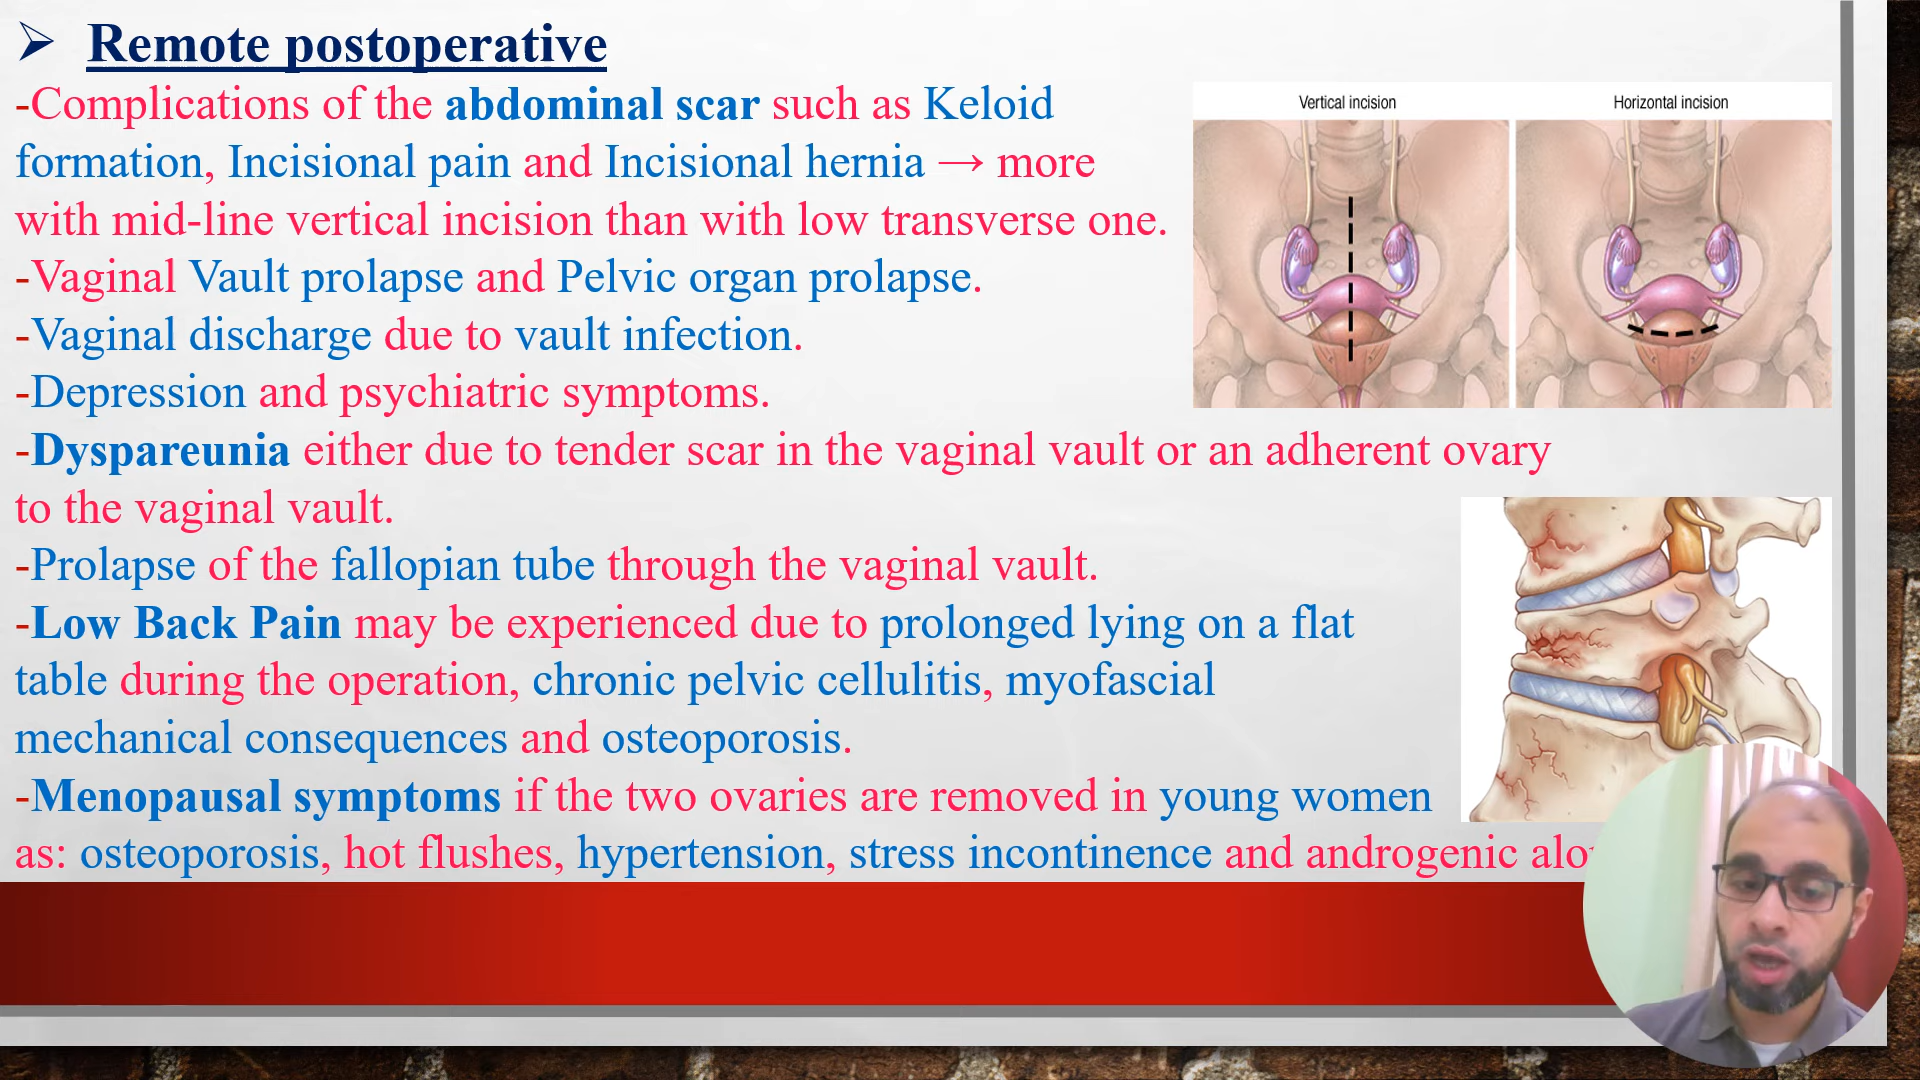 Remote postoperative
-Complications of the abdominal scar such as Keloid
formation, Incisional pain and Incisional hernia → more
with mid-line vertical incision than with low transverse one.
-Vaginal Vault prolapse and Pelvic organ prolapse.
-Vaginal discharge due to vault infection.
-Depression and psychiatric symptoms.
-Dyspareunia either due to tender scar in the vaginal vault or an adherent ovary
to the vaginal vault.
-Prolapse of the fallopian tube through the vaginal vault.
-Low Back Pain may be experienced due to prolonged lying on a flat
table during the operation, chronic pelvic cellulitis, myofascial
mechanical consequences and osteoporosis.
-Menopausal symptoms if the two ovaries are removed in young women
as: osteoporosis, hot flushes, hypertension, stress incontinence and androgenic
Vertical incision
Horizontal incision